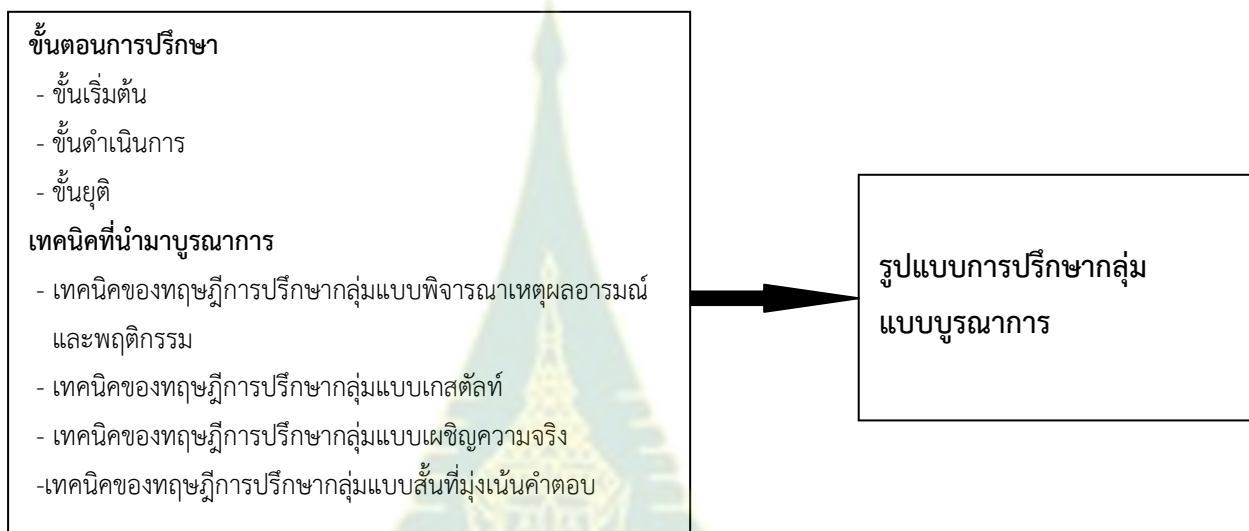 ขั้นตอนการปรึกษา
- ขั้นเริ่มต้น
- ขั้นดำเนินการ
- ขั้นยุติ
เทคนิคที่นำมาบูรณาการ
- เทคนิคของทฤษฎีการปรึกษากลุ่มแบบพิจารณาเหตุผลอารมณ์
และพฤติกรรม
- เทคนิคของทฤษฎีการปรึกษากลุ่มแบบเกสตัลท์
- เทคนิคของทฤษฎีการปรึกษากลุ่มแบบเผชิญความจริง
-เทคนิคของทฤษฎีการปรึกษากลุ่มแบบสั้นที่มุ่งเน้นคำตอบ
รูปแบบการปรึกษากลุ่ม
แบบบูรณาการ